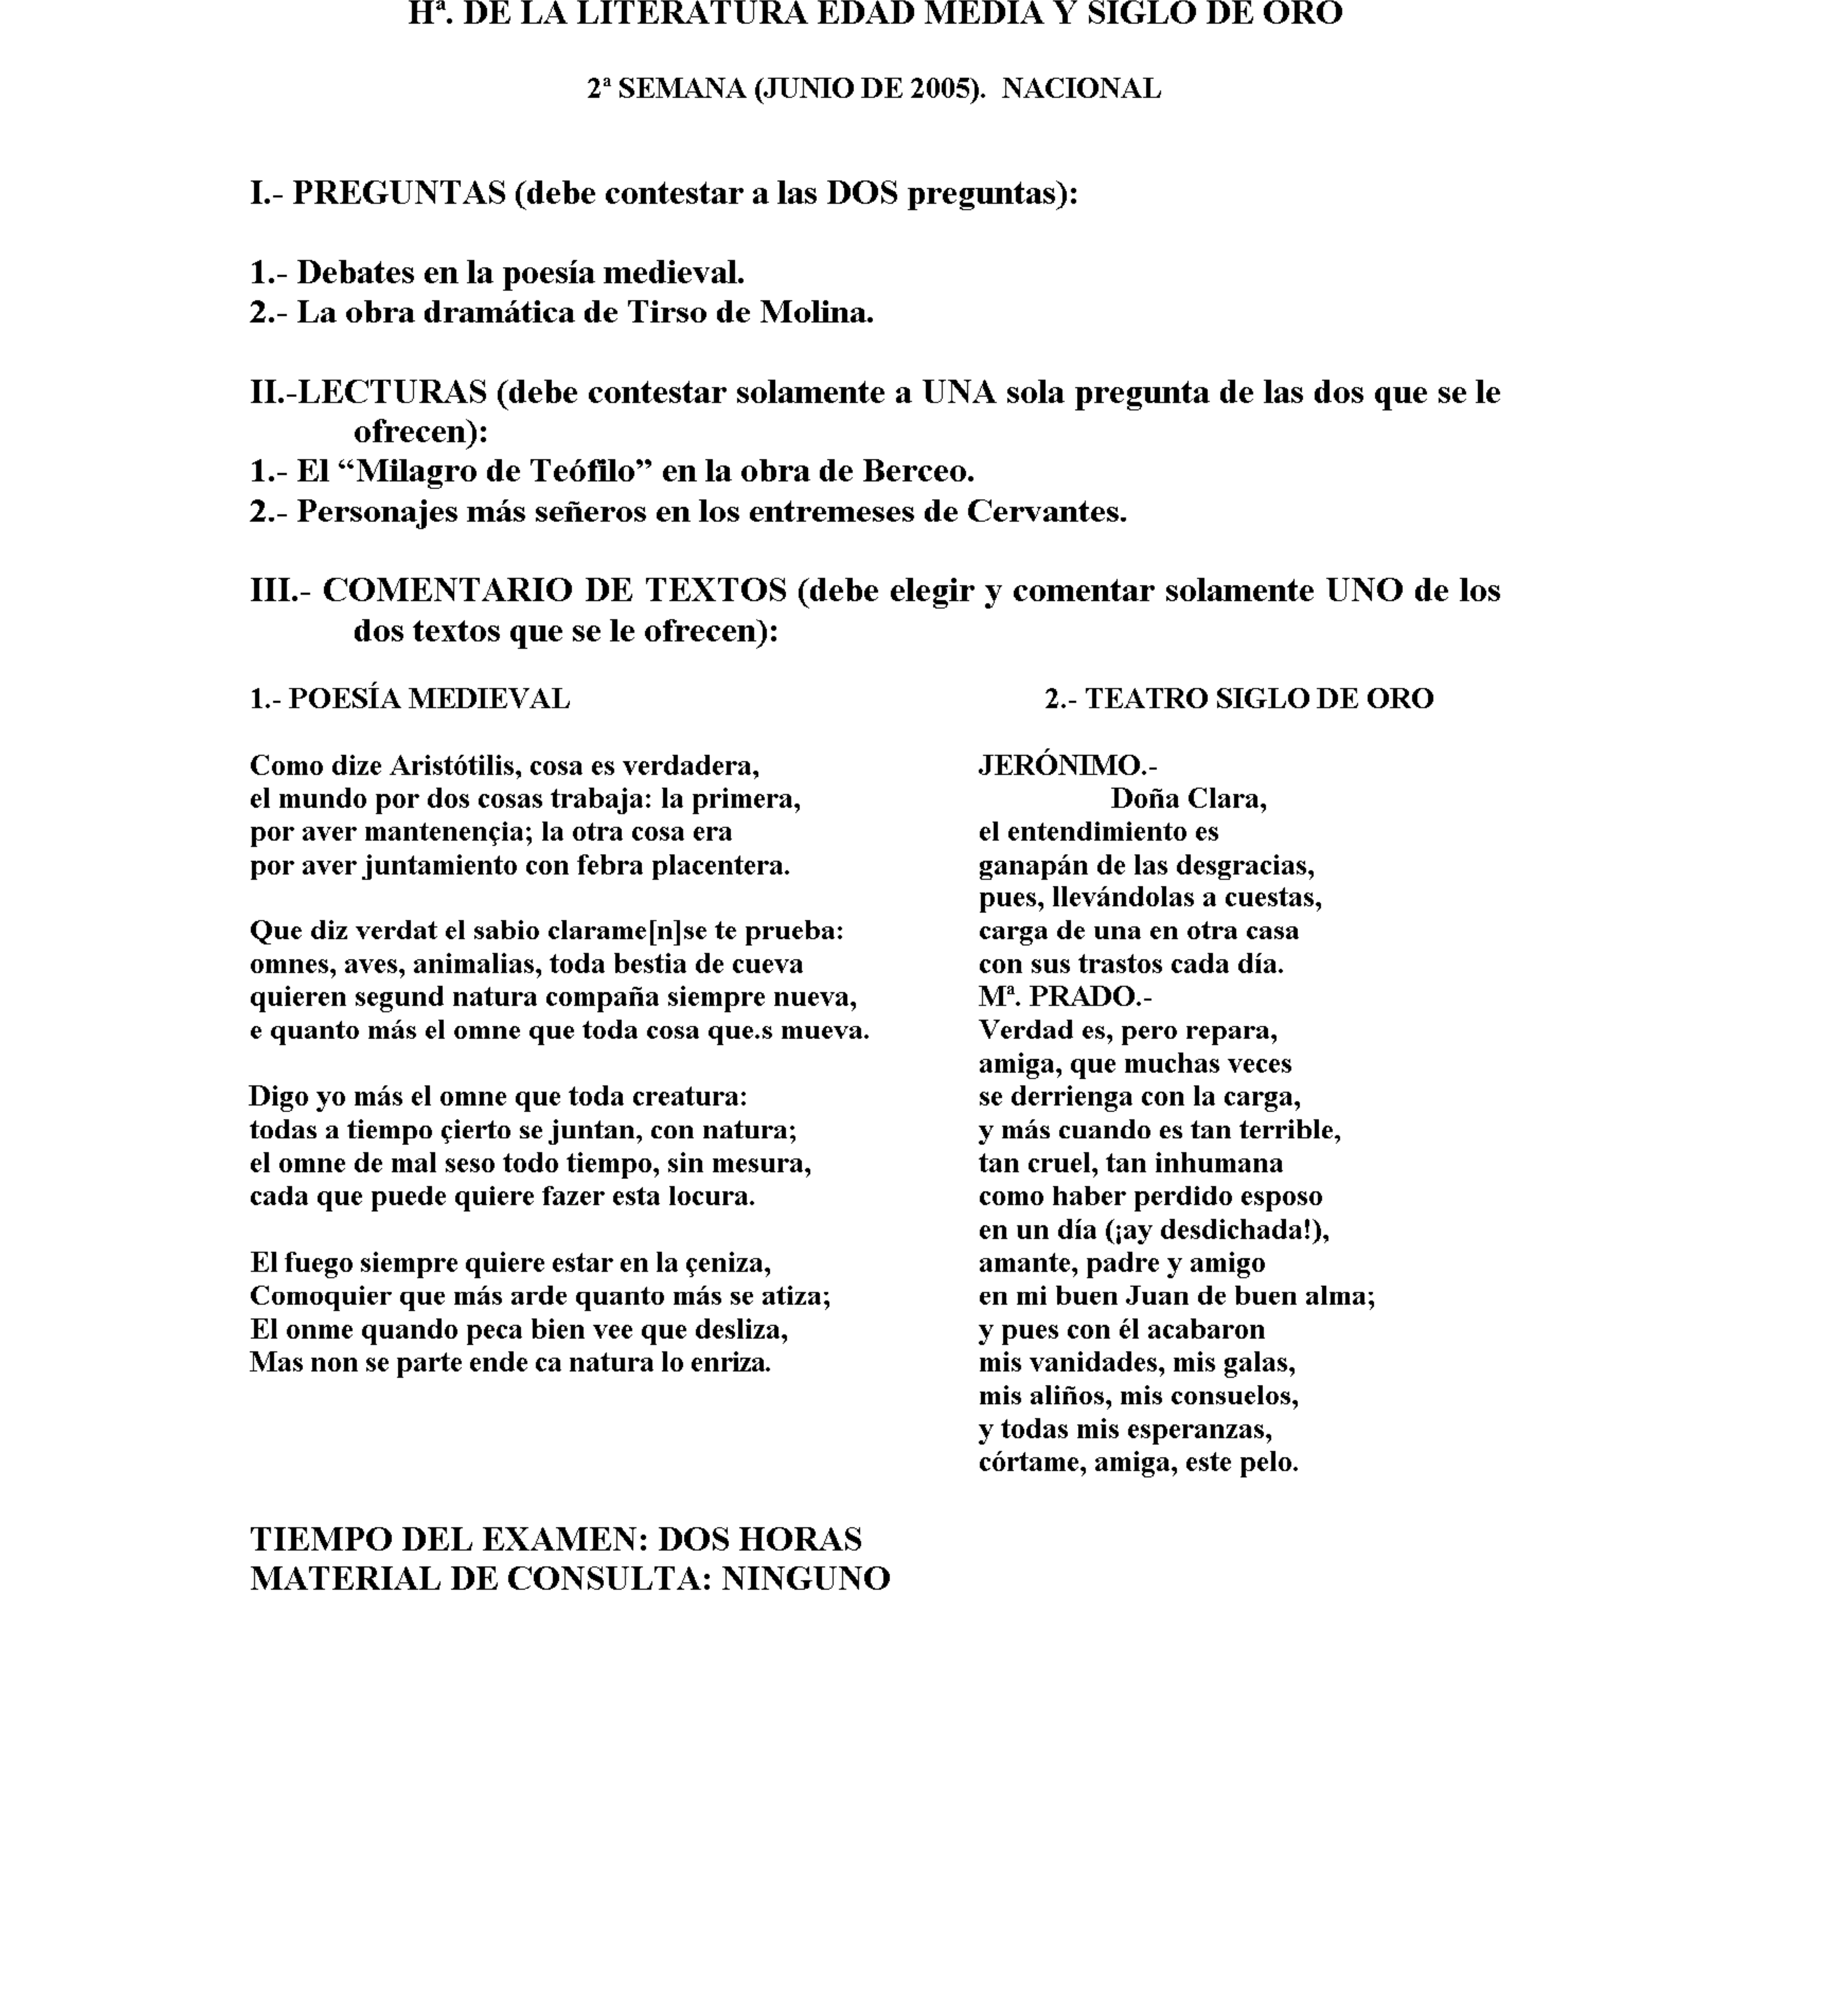 Hª. DE LA LITERATURA EDAD MEDIA Y SIGLO DE ORO
2ª SEMANA (JUNIO DE 2005).  NACIONAL
I.- PREGUNTAS (debe contestar a las DOS preguntas):
1.- Debates en la poesía medieval.
2.- La obra dramática de Tirso de Molina.
II.-LECTURAS (debe contestar solamente a UNA sola pregunta de las dos que se le
ofrecen):
1.- El “Milagro de Teófilo” en la obra de Berceo.
2.- Personajes más señeros en los entremeses de Cervantes.
III.- COMENTARIO DE TEXTOS (debe elegir y comentar solamente UNO de los
dos textos que se le ofrecen):
1.- POESÍA MEDIEVAL
Como dize Aristótilis, cosa es verdadera,
el mundo por dos cosas trabaja: la primera,
por aver mantenençia; la otra cosa era
por aver juntamiento con febra placentera.
Que diz verdat el sabio clarame[n]se te prueba:
omnes, aves, animalias, toda bestia de cueva
quieren segund natura compaña siempre nueva,
e quanto más el omne que toda cosa que.s mueva.
Digo yo más el omne que toda creatura:
todas a tiempo çierto se juntan, con natura;
el omne de mal seso todo tiempo, sin mesura,
cada que puede quiere fazer esta locura.
El fuego siempre quiere estar en la çeniza,
Comoquier que más arde quanto más se atiza;
El onme quando peca bien vee que desliza,
Mas non se parte ende ca natura lo enriza.
2.- TEATRO SIGLO DE ORO
JERÓNIMO.-
Doña Clara,
el entendimiento es
ganapán de las desgracias,
pues, llevándolas a cuestas,
carga de una en otra casa
con sus trastos cada día.
Mª. PRADO.-
Verdad es, pero repara,
amiga, que muchas veces
se derrienga con la carga,
y más cuando es tan terrible,
tan cruel, tan inhumana
como haber perdido esposo
en un día (¡ay desdichada!),
amante, padre y amigo
en mi buen Juan de buen alma;
y pues con él acabaron
mis vanidades, mis galas,
mis aliños, mis consuelos,
y todas mis esperanzas,
córtame, amiga, este pelo.
TIEMPO DEL EXAMEN: DOS HORAS
MATERIAL DE CONSULTA: NINGUNO